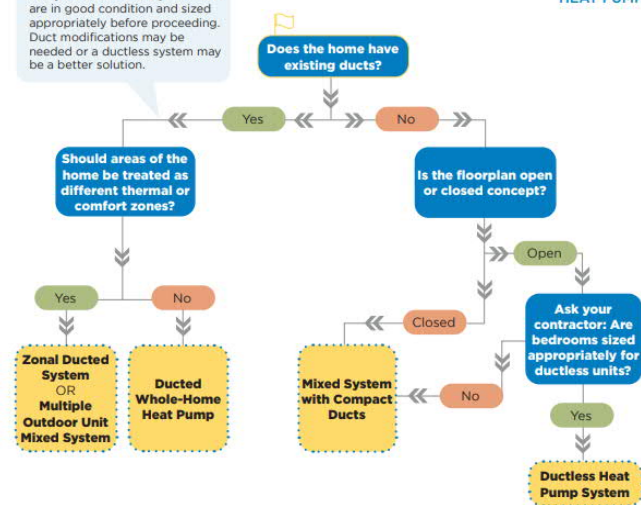 are in good condition and sized
appropriately before proceeding.
Duct modifications may be
needed or a ductless system may
be a better solution.
Does the home have
existing ducts?
Yes
No
Should areas of the
home be treated as
different thermal or
comfort zones?
Is the floorplan open
or closed concept?
Open
Yes
No
Closed
Ask your
contractor: Are
bedrooms sized
appropriately for
ductless units?
Zonal Ducted
System
OR
Multiple
Outdoor Unit
Mixed System
Ducted
Whole-Home
Heat Pump
Mixed System
with Compact
Ducts
No
Yes
Ductless Heat
Pump System